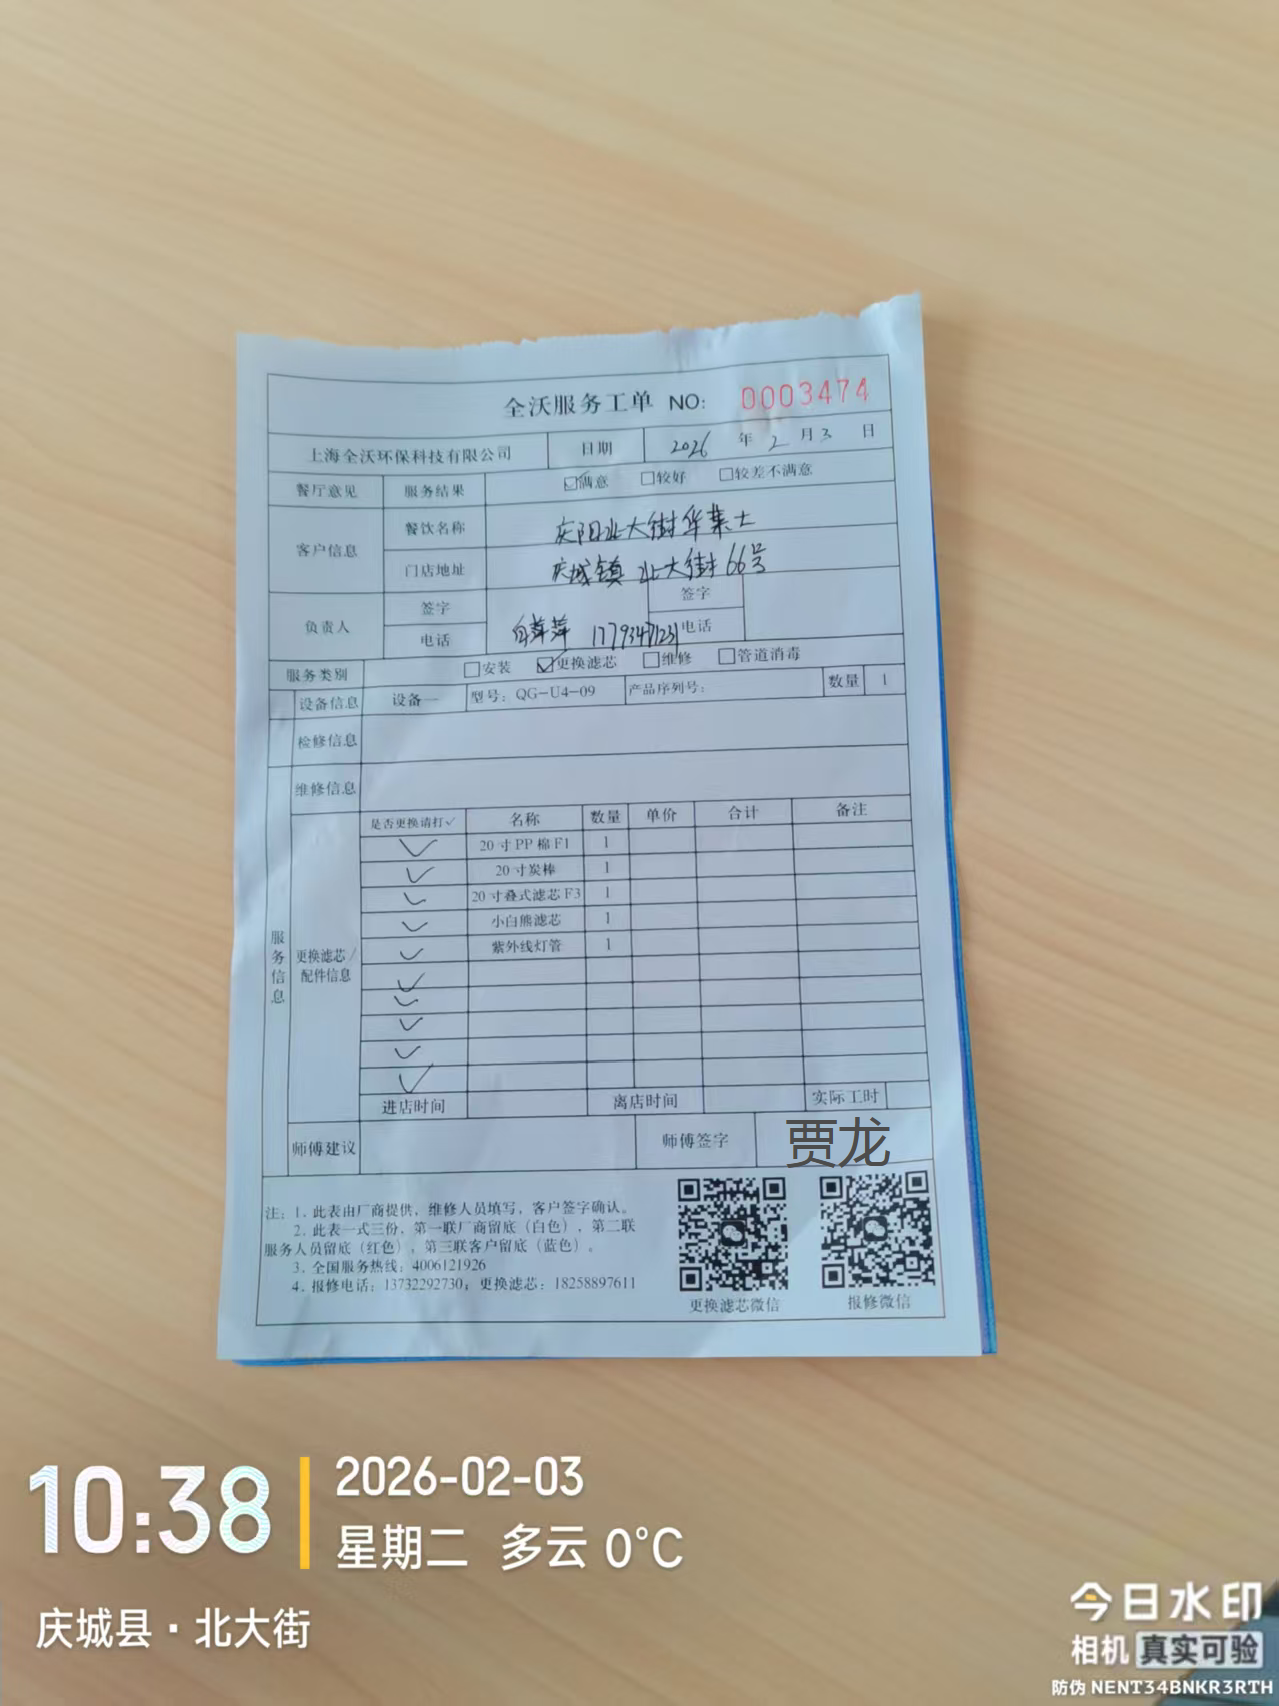 全沃服务工单 NO: 0003474
上海全沃环保科技有限公司 日期 2026 年 2 月 3 日
餐厅意见 服务结果 ☑满意 □较好 □较差不满意
客户信息 餐饮名称 庆阳北大街华莱士
门店地址 庆城镇 北大街66号
负责人 签字 签字
电话 白萍萍 17793471231 电话
服务类别 □安装 ☑更换滤芯 □维修 □管道消毒
设备信息 设备一 型号: QG-U4-09 产品序列号: 数量 1
检修信息
维修信息
服务信息
更换滤芯/
配件信息
是否更换请打✓ 名称 数量 单价 合计 备注
✓ 20寸PP棉F1 1
✓ 20寸炭棒 1
✓ 20寸叠式滤芯F3 1
✓ 小白熊滤芯 1
✓ 紫外线灯管 1
✓
✓
✓
✓
✓
进店时间 离店时间 实际工时
师傅建议 师傅签字 贾龙
注: 1. 此表由厂商提供, 维修人员填写, 客户签字确认。
2. 此表一式三份, 第一联厂商留底(白色), 第二联
服务人员留底(红色), 第三联客户留底(蓝色)。
3. 全国服务热线: 4006121926
4. 报修电话: 13732292730; 更换滤芯: 18258897611
更换滤芯微信 报修微信
10:38 2026-02-03
星期二 多云 0°C
庆城县·北大街
今日水印
相机 真实可验
防伪 NENT34BNKR3RTH